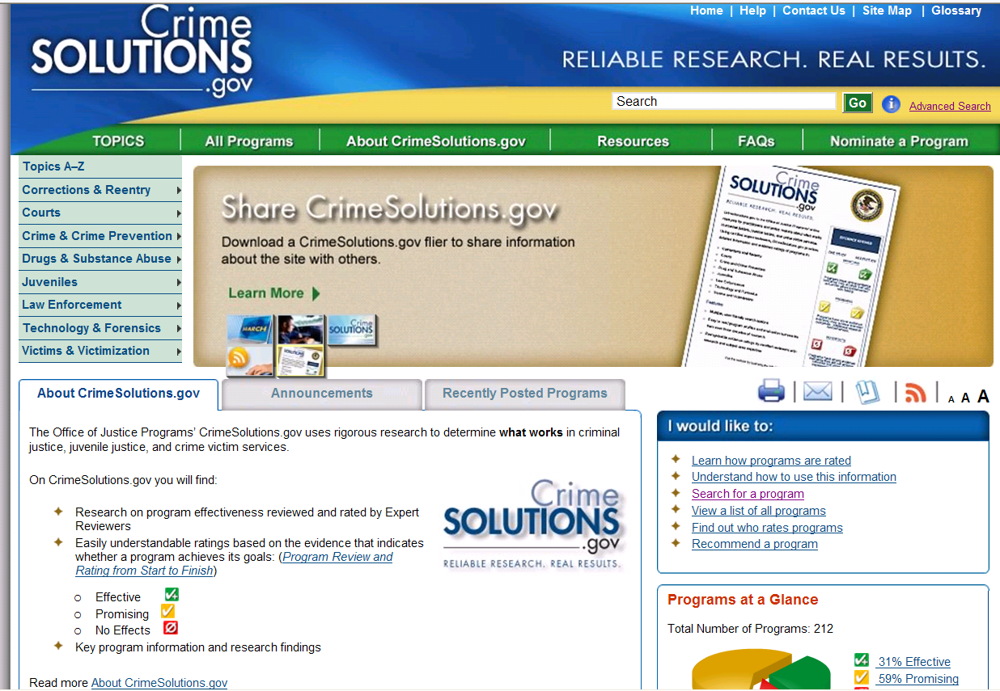 Home | Help | Contact Us | Site Map | Glossary
Crime
SOLUTIONS
.gov
RELIABLE RESEARCH. REAL RESULTS.
Search
Go
Advanced Search
TOPICS
All Programs
About CrimeSolutions.gov
Resources
FAQs
Nominate a Program
Topics A–Z
Corrections & Reentry
Courts
Crime & Crime Prevention
Drugs & Substance Abuse
Juveniles
Law Enforcement
Technology & Forensics
Victims & Victimization
Share CrimeSolutions.gov
Download a CrimeSolutions.gov flier to share information
about the site with others.
Learn More
MARCH
Crime
SOLUTIONS
Crime
SOLUTIONS
.gov
RELIABLE RESEARCH. REAL RESULTS.
About CrimeSolutions.gov
Announcements
Recently Posted Programs
A A A
The Office of Justice Programs’ CrimeSolutions.gov uses rigorous research to determine what works in criminal
justice, juvenile justice, and crime victim services.
On CrimeSolutions.gov you will find:
Research on program effectiveness reviewed and rated by Expert
Reviewers
Easily understandable ratings based on the evidence that indicates
whether a program achieves its goals: (Program Review and
Rating from Start to Finish)
Effective
Promising
No Effects
Key program information and research findings
Read more About CrimeSolutions.gov
Crime
SOLUTIONS
.gov
RELIABLE RESEARCH. REAL RESULTS.
I would like to:
Learn how programs are rated
Understand how to use this information
Search for a program
View a list of all programs
Find out who rates programs
Recommend a program
Programs at a Glance
Total Number of Programs: 212
31% Effective
59% Promising